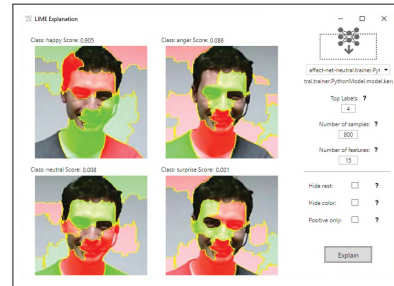 LIME Explanation
Class: happy Score: 0.905
Class: anger Score: 0.086
Class: neutral Score: 0.008
Class: surprise Score: 0.001
affect-net-neutral.trainer.Pyl
tral.trainer.PythonModel.model.kera
Top Labels: ?
4
Number of samples: ?
800
Number of features: ?
15
Hide rest: ?
Hide color: ?
Positive only: ?
Explain